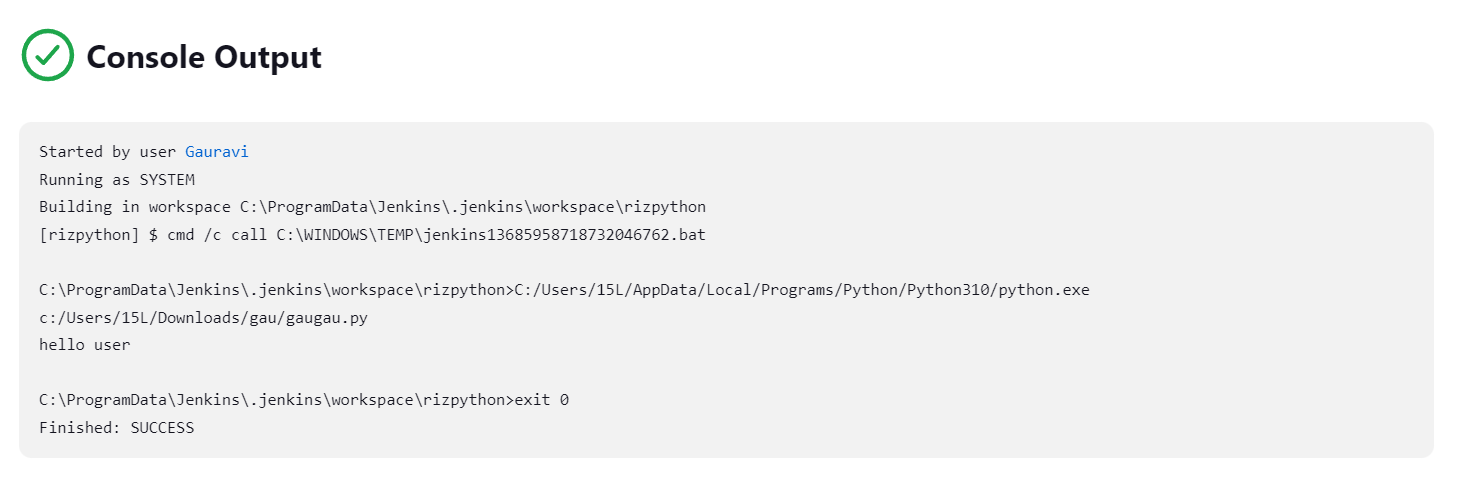 Console Output
Started by user Gauravi
Running as SYSTEM
Building in workspace C:\ProgramData\Jenkins\.jenkins\workspace\rizpython
[rizpython] $ cmd /c call C:\WINDOWS\TEMP\jenkins13685958718732046762.bat
C:\ProgramData\Jenkins\.jenkins\workspace\rizpython>C:/Users/15L/AppData/Local/Programs/Python/Python310/python.exe
c:/Users/15L/Downloads/gau/gaugau.py
hello user
C:\ProgramData\Jenkins\.jenkins\workspace\rizpython>exit 0
Finished: SUCCESS